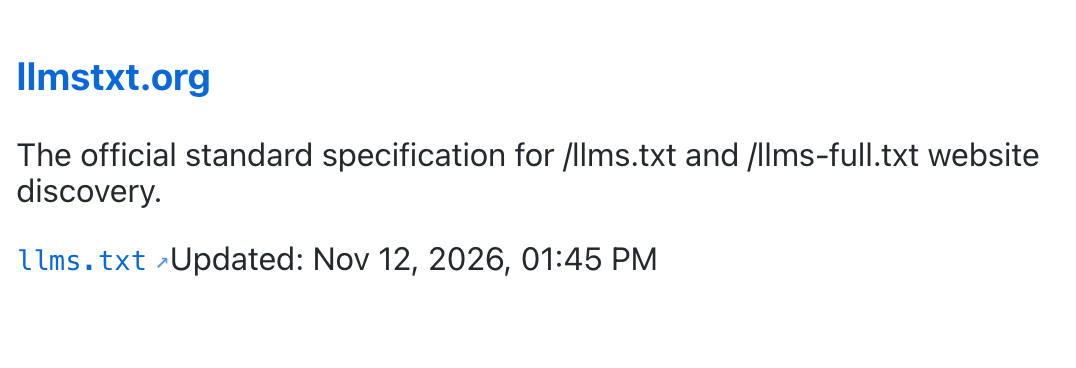 llmstxt.org
The official standard specification for /llms.txt and /llms-full.txt website
discovery.
llms.txt ↗Updated: Nov 12, 2026, 01:45 PM